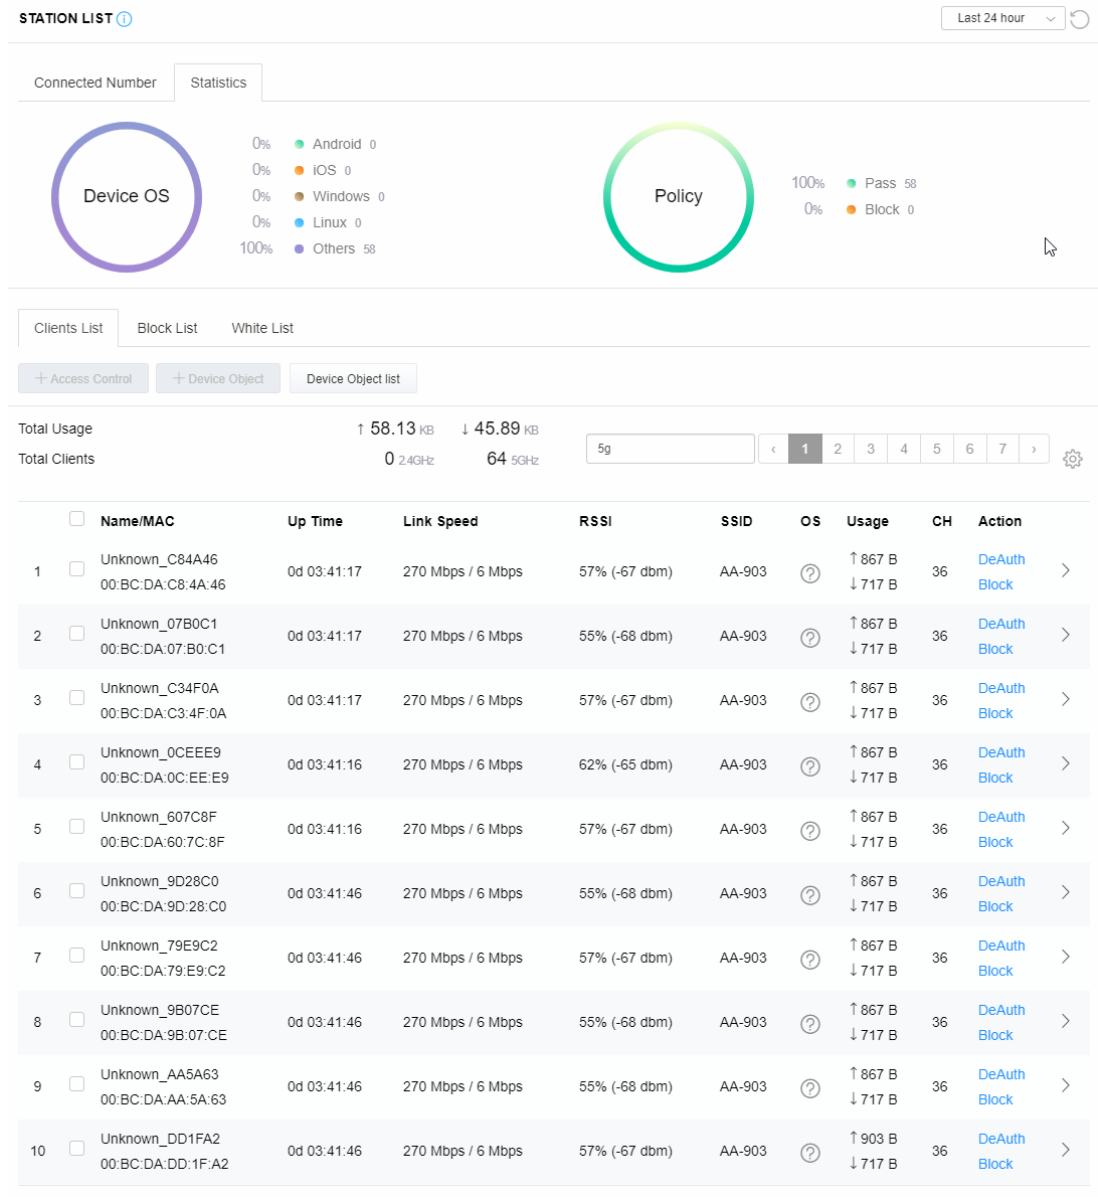 STATION LIST
Last 24 hour
Connected Number Statistics
Device OS
0% Android 0
0% iOS 0
0% Windows 0
0% Linux 0
100% Others 58
Policy
100% Pass 58
0% Block 0
Clients List Block List White List
+ Access Control + Device Object Device Object list
Total Usage ↑ 58.13 KB ↓ 45.89 KB
Total Clients 0 2.4GHz 64 5GHz
5g ‹ 1 2 3 4 5 6 7 ›
Name/MAC Up Time Link Speed RSSI SSID OS Usage CH Action
1 Unknown_C84A46 0d 03:41:17 270 Mbps / 6 Mbps 57% (-67 dbm) AA-903 ↑ 867 B 36 DeAuth
00:BC:DA:C8:4A:46 ↓ 717 B Block
2 Unknown_07B0C1 0d 03:41:17 270 Mbps / 6 Mbps 55% (-68 dbm) AA-903 ↑ 867 B 36 DeAuth
00:BC:DA:07:B0:C1 ↓ 717 B Block
3 Unknown_C34F0A 0d 03:41:17 270 Mbps / 6 Mbps 57% (-67 dbm) AA-903 ↑ 867 B 36 DeAuth
00:BC:DA:C3:4F:0A ↓ 717 B Block
4 Unknown_0CEEE9 0d 03:41:16 270 Mbps / 6 Mbps 62% (-65 dbm) AA-903 ↑ 867 B 36 DeAuth
00:BC:DA:0C:EE:E9 ↓ 717 B Block
5 Unknown_607C8F 0d 03:41:16 270 Mbps / 6 Mbps 57% (-67 dbm) AA-903 ↑ 867 B 36 DeAuth
00:BC:DA:60:7C:8F ↓ 717 B Block
6 Unknown_9D28C0 0d 03:41:46 270 Mbps / 6 Mbps 55% (-68 dbm) AA-903 ↑ 867 B 36 DeAuth
00:BC:DA:9D:28:C0 ↓ 717 B Block
7 Unknown_79E9C2 0d 03:41:46 270 Mbps / 6 Mbps 57% (-67 dbm) AA-903 ↑ 867 B 36 DeAuth
00:BC:DA:79:E9:C2 ↓ 717 B Block
8 Unknown_9B07CE 0d 03:41:46 270 Mbps / 6 Mbps 55% (-68 dbm) AA-903 ↑ 867 B 36 DeAuth
00:BC:DA:9B:07:CE ↓ 717 B Block
9 Unknown_AA5A63 0d 03:41:46 270 Mbps / 6 Mbps 55% (-68 dbm) AA-903 ↑ 867 B 36 DeAuth
00:BC:DA:AA:5A:63 ↓ 717 B Block
10 Unknown_DD1FA2 0d 03:41:46 270 Mbps / 6 Mbps 57% (-67 dbm) AA-903 ↑ 903 B 36 DeAuth
00:BC:DA:DD:1F:A2 ↓ 717 B Block